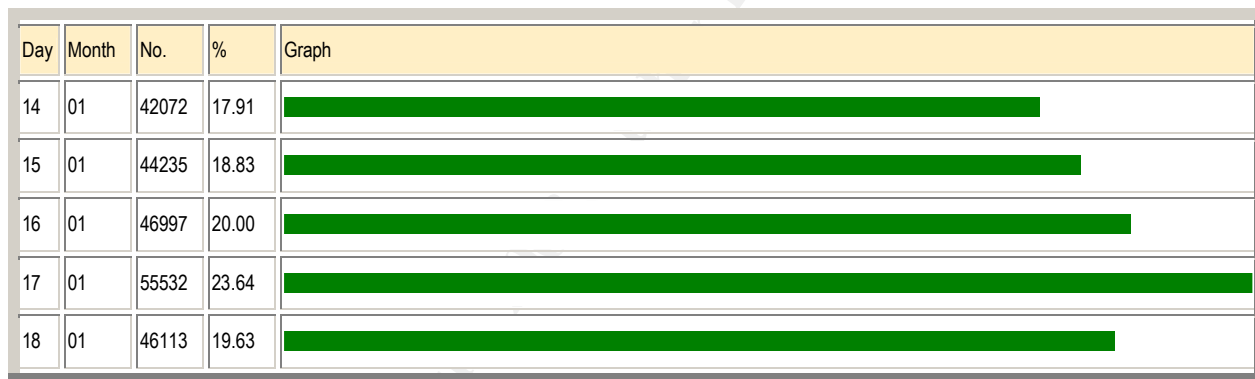 Day Month No. % Graph
14 01 42072 17.91
15 01 44235 18.83
16 01 46997 20.00
17 01 55532 23.64
18 01 46113 19.63